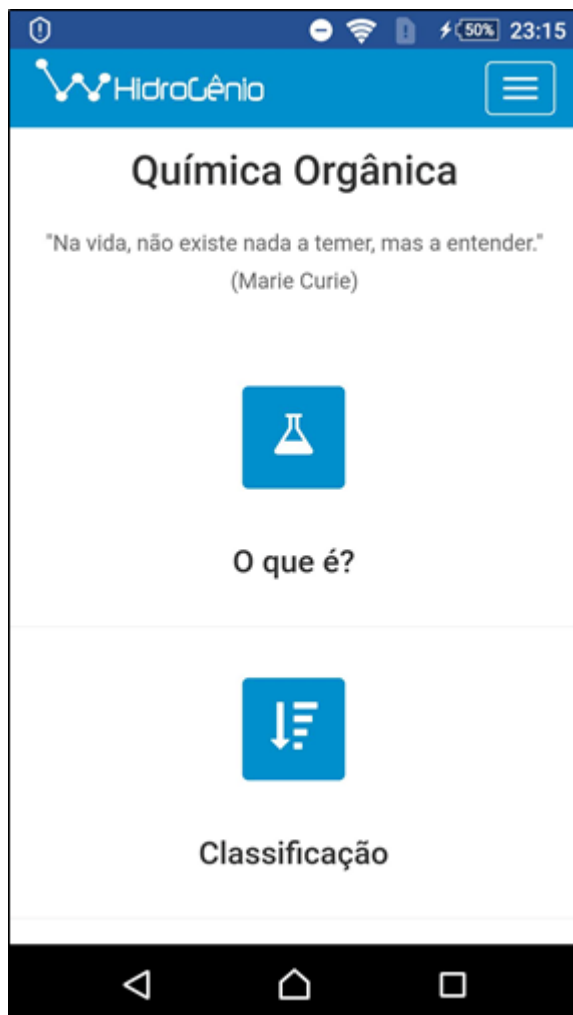 50% 23:15
HidroGênio
Química Orgânica
"Na vida, não existe nada a temer, mas a entender."
(Marie Curie)
O que é?
Classificação